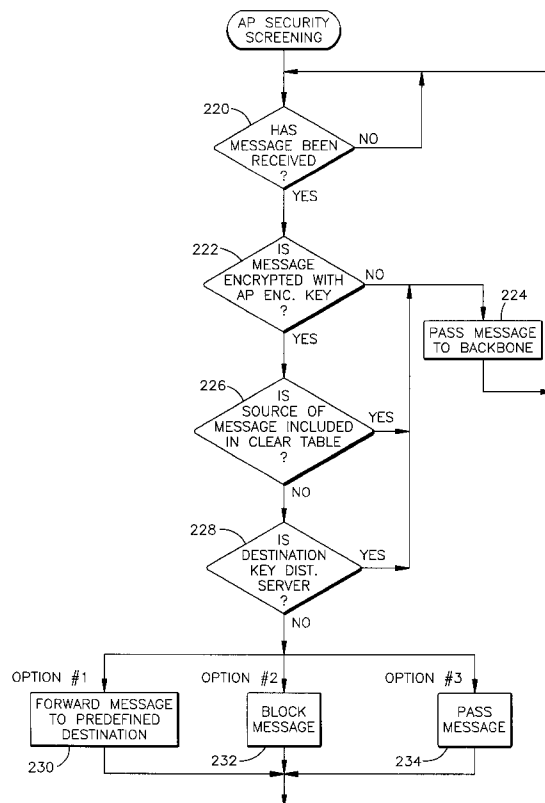 AP SECURITY
SCREENING
220
HAS
MESSAGE BEEN
RECEIVED
?
NO
YES
222
IS
MESSAGE
ENCRYPTED WITH
AP ENC. KEY
?
NO
YES
224
PASS MESSAGE
TO BACKBONE
226
IS
SOURCE OF
MESSAGE INCLUDED
IN CLEAR TABLE
?
YES
NO
228
IS
DESTINATION
KEY DIST.
SERVER
?
YES
NO
OPTION #1
FORWARD MESSAGE
TO PREDEFINED
DESTINATION
230
OPTION #2
BLOCK
MESSAGE
232
OPTION #3
PASS
MESSAGE
234